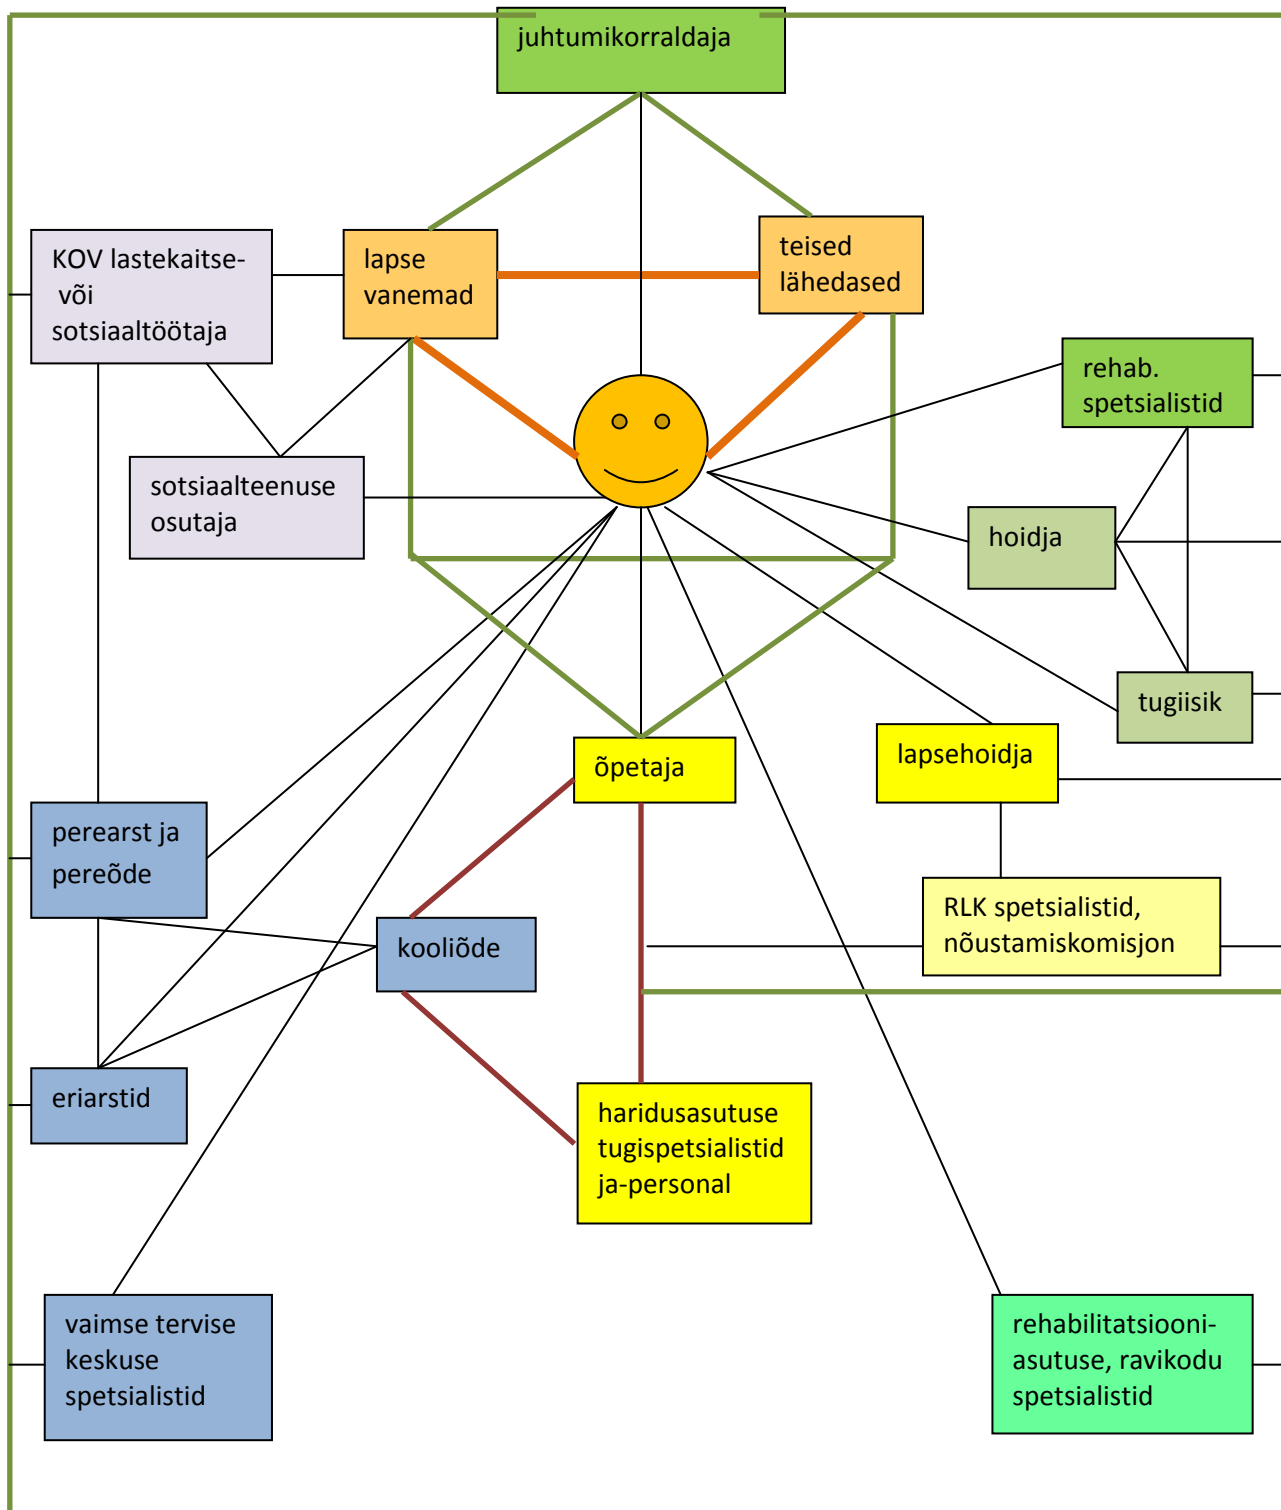 juhtumikorraldaja
KOV lastekaitse-
või
sotsiaaltöötaja
lapse
vanemad
teised
lähedased
rehab.
spetsialistid
sotsiaalteenuse
osutaja
hoidja
tugiisik
õpetaja
lapsehoidja
perearst ja
pereõde
kooliõde
RLK spetsialistid,
nõustamiskomisjon
eriarstid
haridusasutuse
tugispetsialistid
ja-personal
vaimse tervise
keskuse
spetsialistid
rehabilitatsiooni-
asutuse, ravikodu
spetsialistid